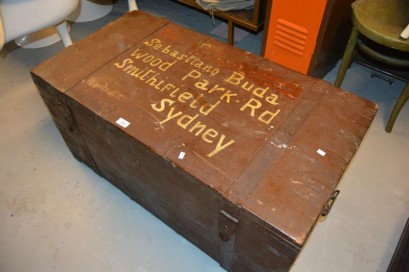 Sebastiano Buda
Wood Park Rd
Smithfield
Sydney